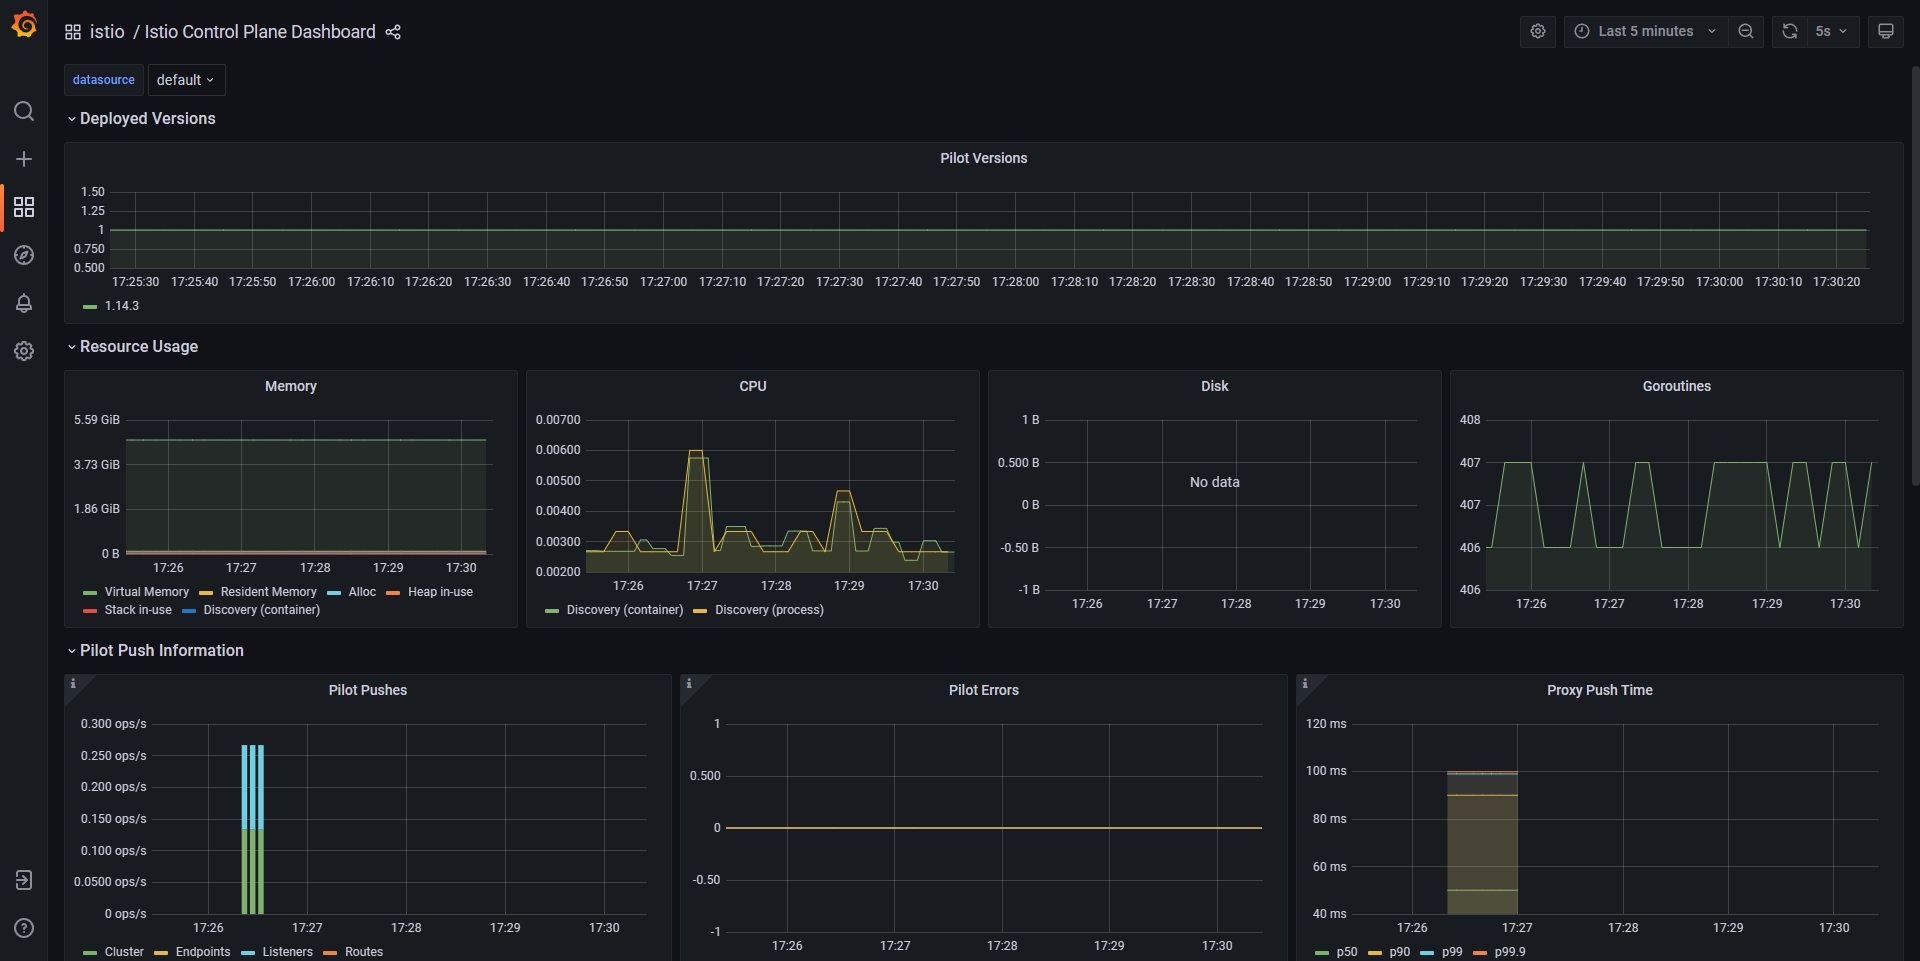 istio / Istio Control Plane Dashboard
Last 5 minutes
5s
datasource default
Deployed Versions
Pilot Versions
1.50
1.25
1
0.750
0.500
17:25:30 17:25:40 17:25:50 17:26:00 17:26:10 17:26:20 17:26:30 17:26:40 17:26:50 17:27:00 17:27:10 17:27:20 17:27:30 17:27:40 17:27:50 17:28:00 17:28:10 17:28:20 17:28:30 17:28:40 17:28:50 17:29:00 17:29:10 17:29:20 17:29:30 17:29:40 17:29:50 17:30:00 17:30:10 17:30:20
1.14.3
Resource Usage
Memory
5.59 GiB
3.73 GiB
1.86 GiB
0 B
17:26 17:27 17:28 17:29 17:30
Virtual Memory Resident Memory Alloc Heap in-use
Stack in-use Discovery (container)
CPU
0.00700
0.00600
0.00500
0.00400
0.00300
0.00200
17:26 17:27 17:28 17:29 17:30
Discovery (container) Discovery (process)
Disk
1 B
0.500 B
0 B
-0.50 B
-1 B
No data
17:26 17:27 17:28 17:29 17:30
Goroutines
408
407
407
406
406
17:26 17:27 17:28 17:29 17:30
Pilot Push Information
Pilot Pushes
0.300 ops/s
0.250 ops/s
0.200 ops/s
0.150 ops/s
0.100 ops/s
0.0500 ops/s
0 ops/s
17:26 17:27 17:28 17:29 17:30
Cluster Endpoints Listeners Routes
Pilot Errors
1
0.500
0
-0.50
-1
17:26 17:27 17:28 17:29 17:30
Proxy Push Time
120 ms
100 ms
80 ms
60 ms
40 ms
17:26 17:27 17:28 17:29 17:30
p50 p90 p99 p99.9